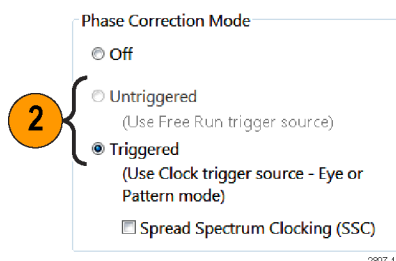 Phase Correction Mode
Off
2
Untriggered
(Use Free Run trigger source)
Triggered
(Use Clock trigger source - Eye or
Pattern mode)
Spread Spectrum Clocking (SSC)